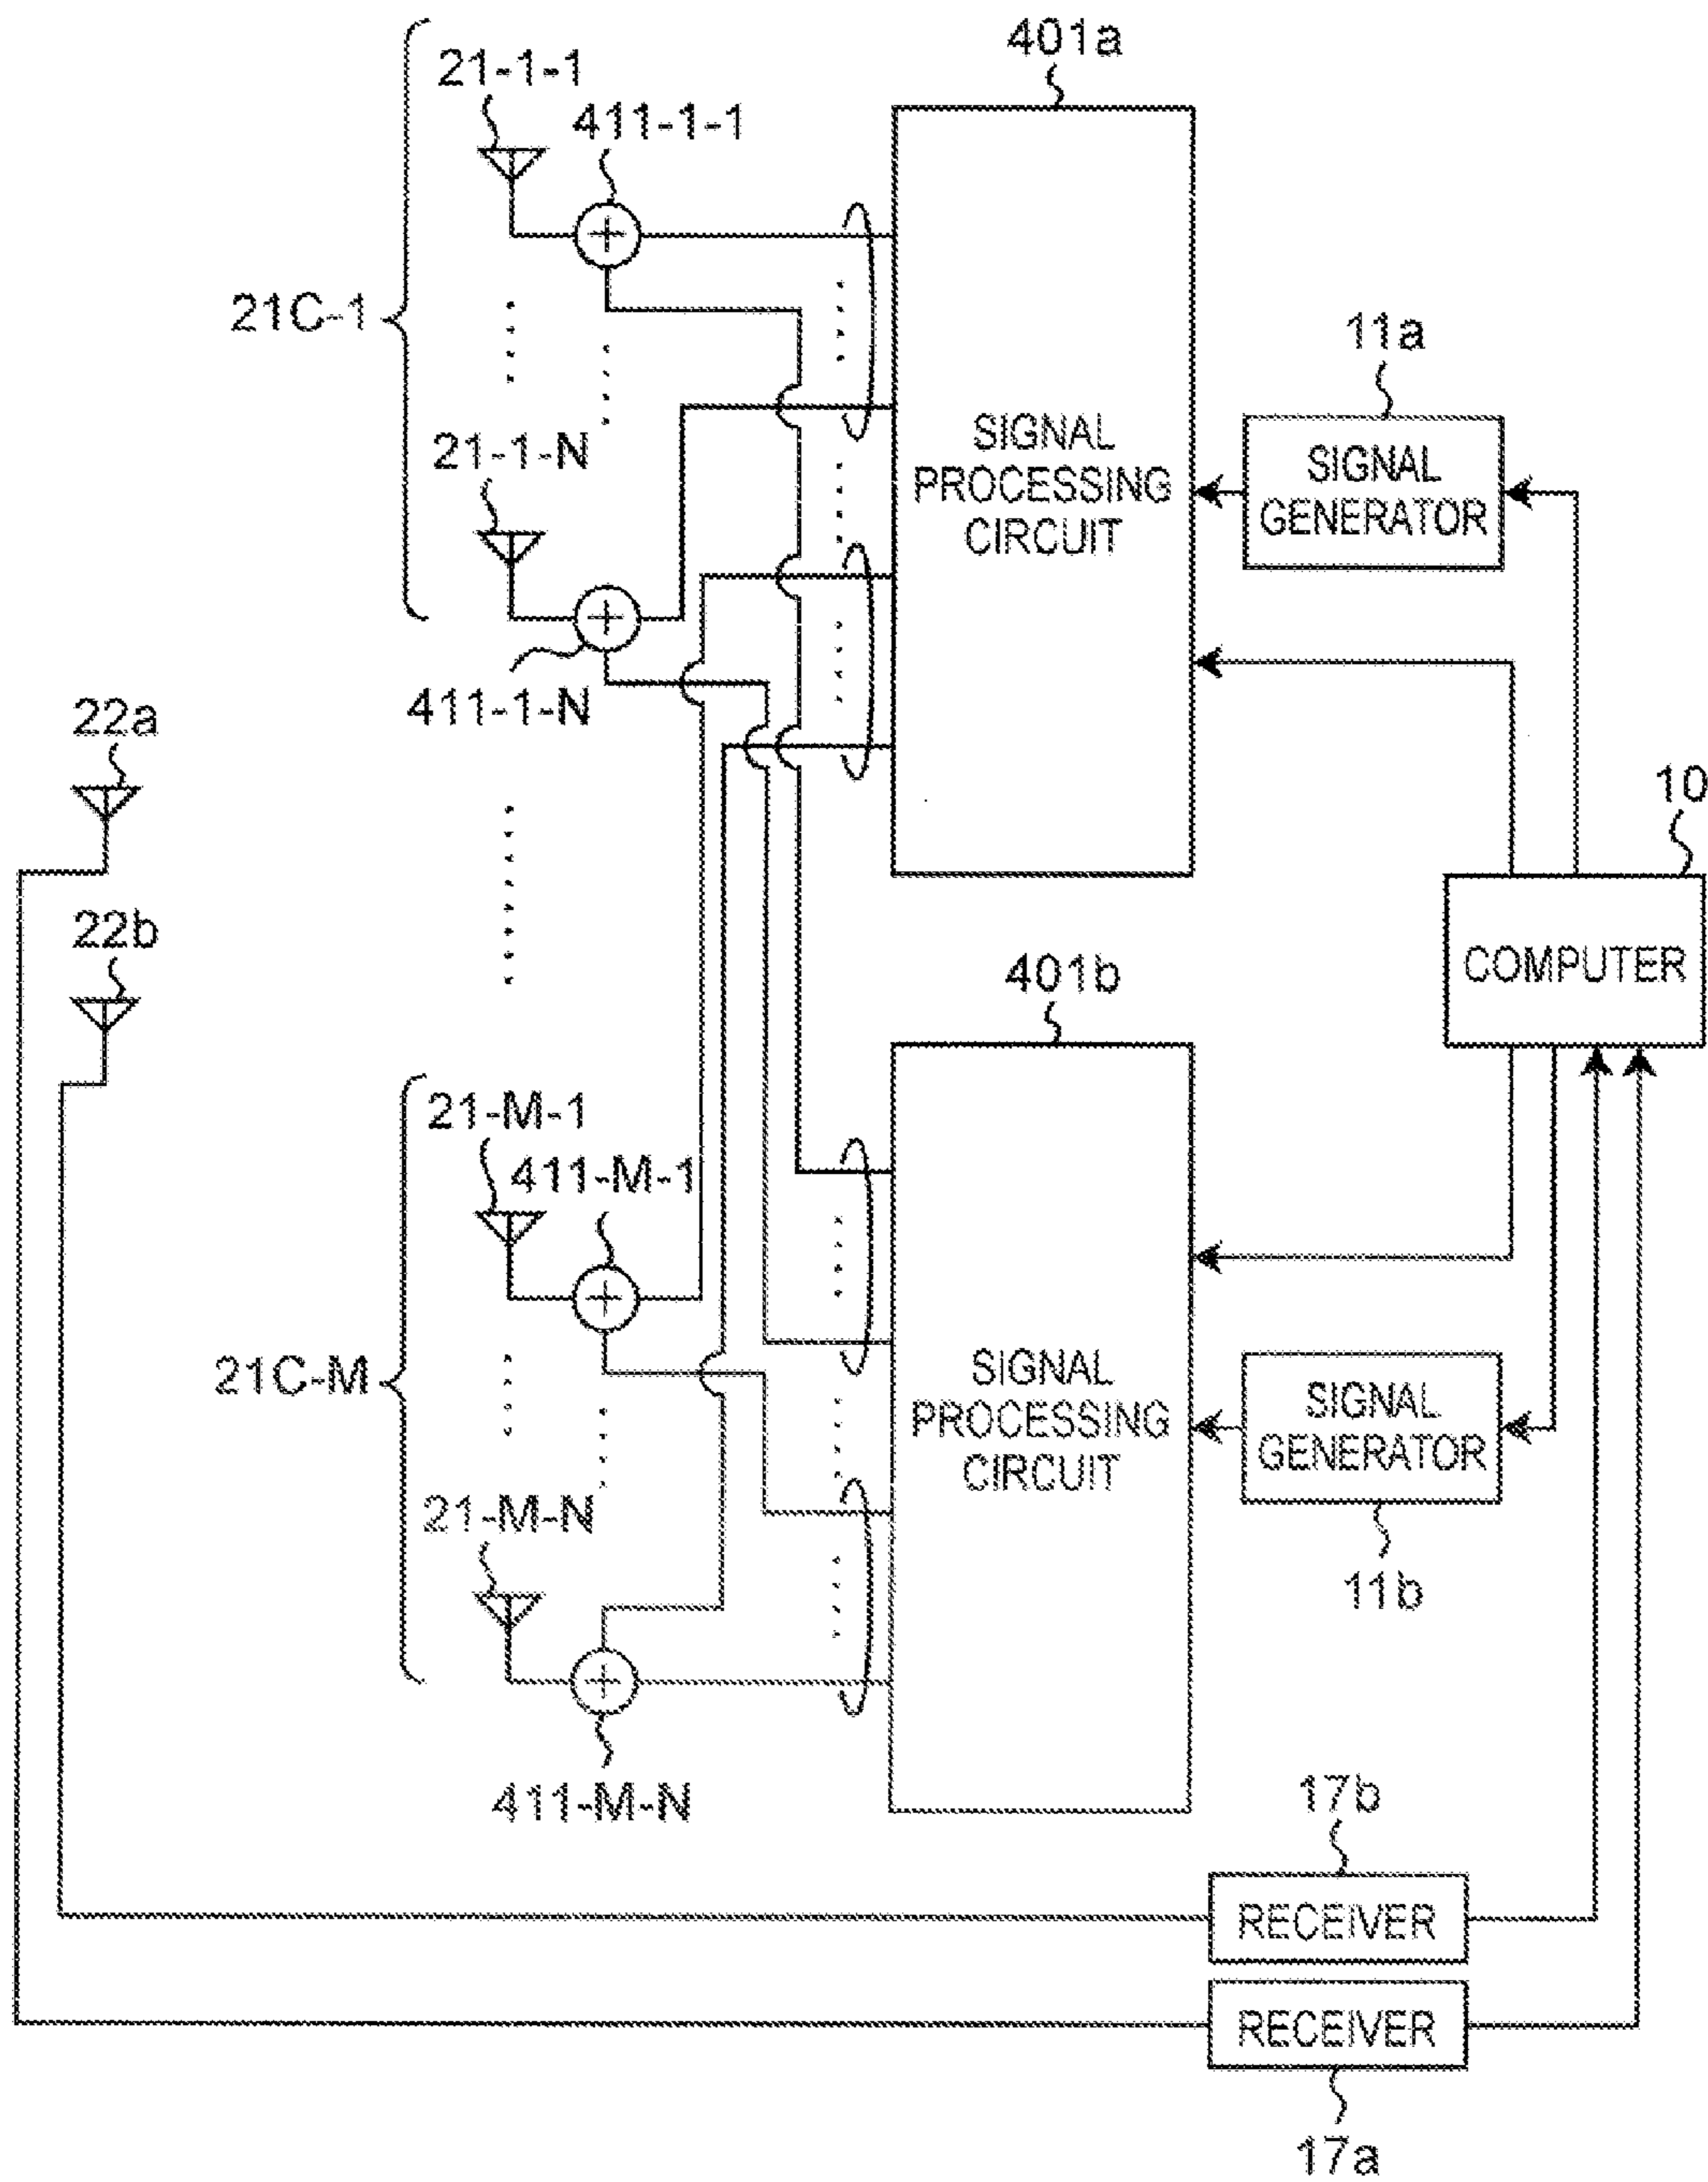 401a
21-1-1
411-1-1
21C-1
11a
SIGNAL
PROCESSING
CIRCUIT
SIGNAL
GENERATOR
21-1-N
411-1-N
22a
10
22b
COMPUTER
401b
21-M-1
411-M-1
21C-M
SIGNAL
PROCESSING
CIRCUIT
SIGNAL
GENERATOR
21-M-N
11b
411-M-N
17b
RECEIVER
RECEIVER
17a